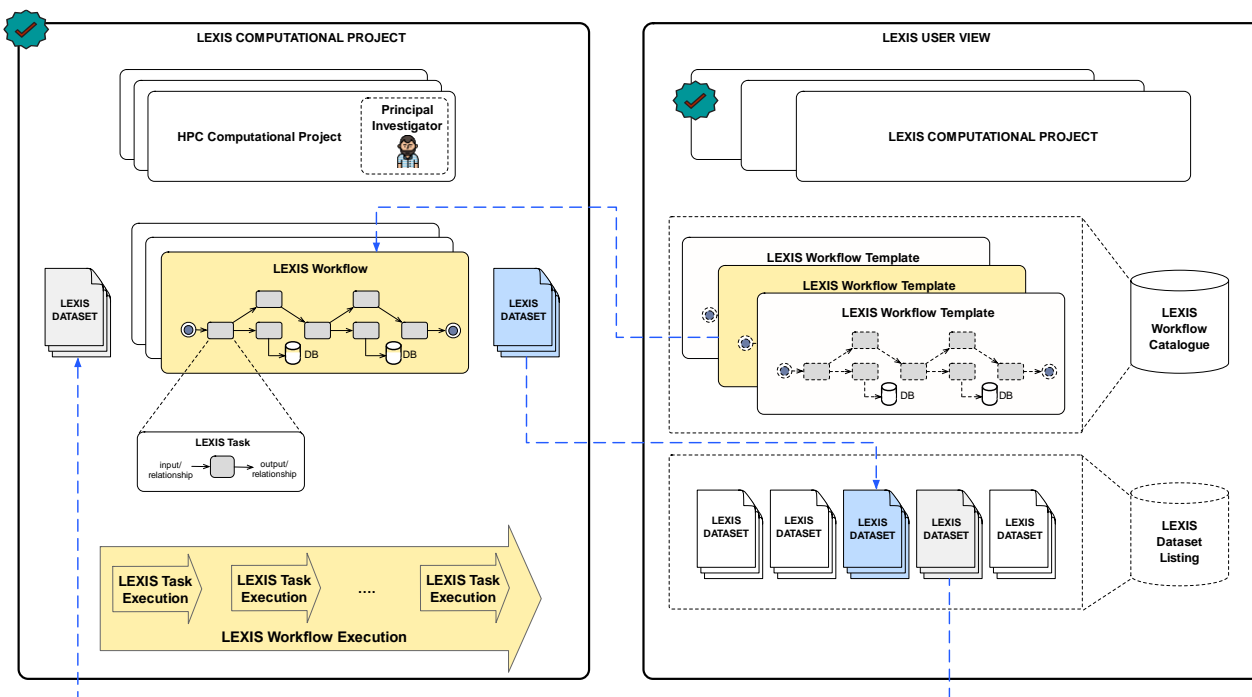 LEXIS COMPUTATIONAL PROJECT
HPC Computational Project
Principal
Investigator
LEXIS
DATASET
LEXIS Workflow
DB
DB
LEXIS
DATASET
LEXIS Task
input/
relationship
output/
relationship
LEXIS Task
Execution
LEXIS Task
Execution
....
LEXIS Task
Execution
LEXIS Workflow Execution
LEXIS USER VIEW
LEXIS COMPUTATIONAL PROJECT
LEXIS Workflow Template
LEXIS Workflow Template
LEXIS Workflow Template
DB
DB
LEXIS
Workflow
Catalogue
LEXIS
DATASET
LEXIS
DATASET
LEXIS
DATASET
LEXIS
DATASET
LEXIS
DATASET
LEXIS
Dataset
Listing